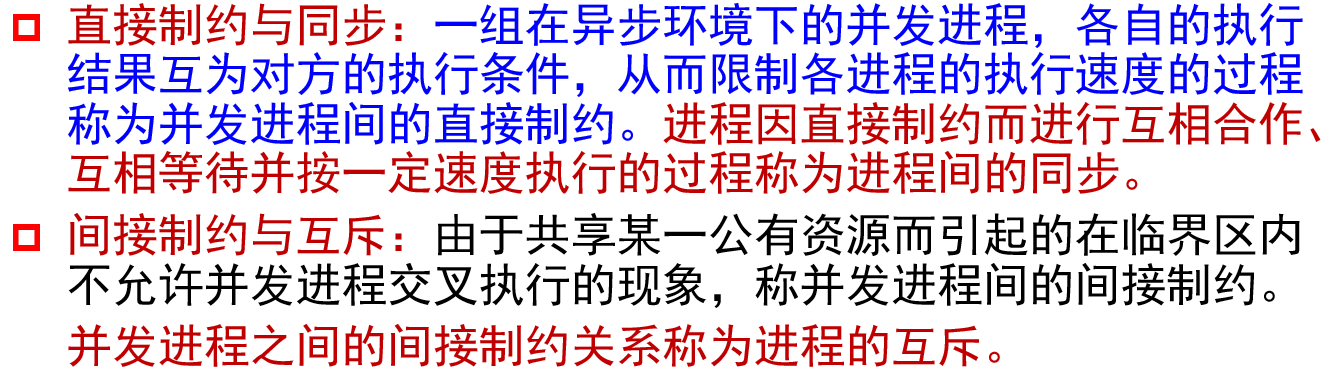 直接制约与同步：一组在异步环境下的并发进程，各自的执行
结果互为对方的执行条件，从而限制各进程的执行速度的过程
称为并发进程间的直接制约。进程因直接制约而进行互相合作、
互相等待并按一定速度执行的过程称为进程间的同步。
间接制约与互斥：由于共享某一公有资源而引起的在临界区内
不允许并发进程交叉执行的现象，称并发进程间的间接制约。
并发进程之间的间接制约关系称为进程的互斥。